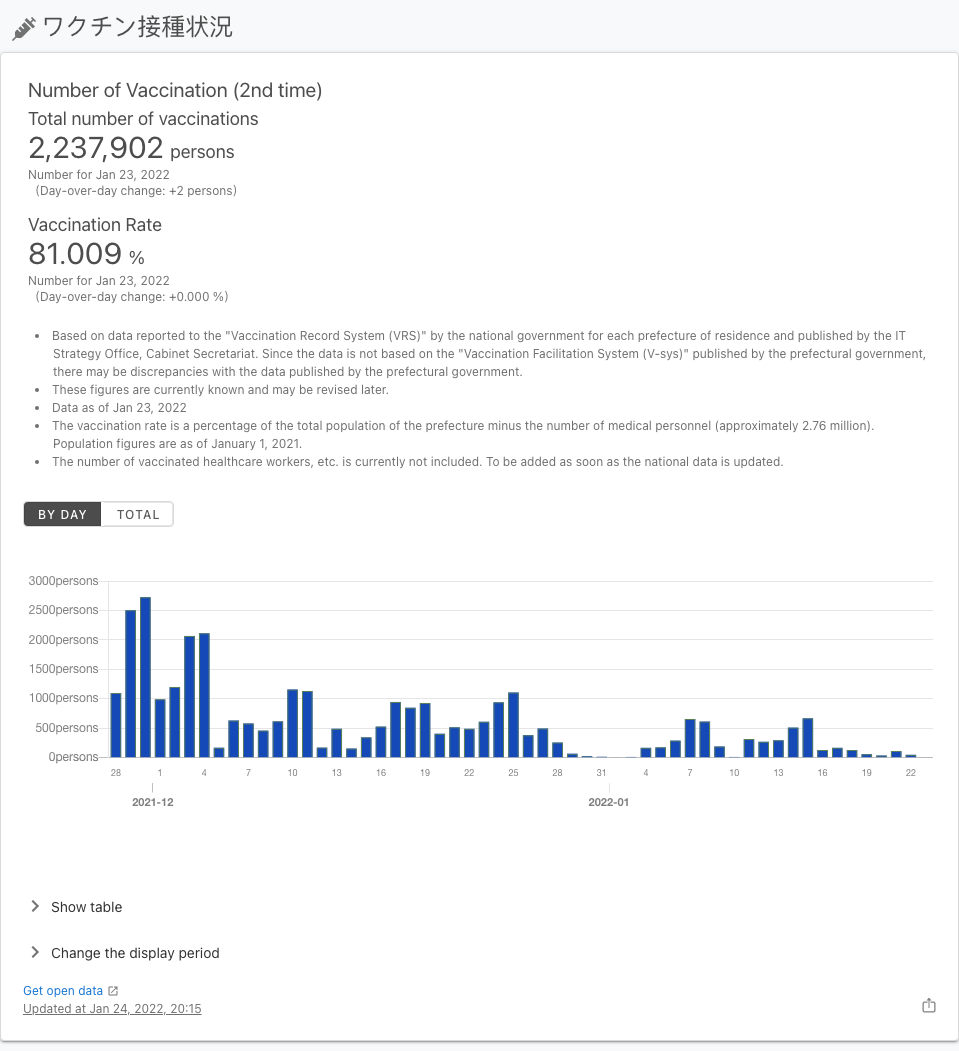 ワクチン接種状況
Number of Vaccination (2nd time)
Total number of vaccinations
2,237,902 persons
Number for Jan 23, 2022
(Day-over-day change: +2 persons)
Vaccination Rate
81.009 %
Number for Jan 23, 2022
(Day-over-day change: +0.000 %)
• Based on data reported to the "Vaccination Record System (VRS)" by the national government for each prefecture of residence and published by the IT
Strategy Office, Cabinet Secretariat. Since the data is not based on the "Vaccination Facilitation System (V-sys)" published by the prefectural government,
there may be discrepancies with the data published by the prefectural government.
• These figures are currently known and may be revised later.
• Data as of Jan 23, 2022
• The vaccination rate is a percentage of the total population of the prefecture minus the number of medical personnel (approximately 2.76 million).
Population figures are as of January 1, 2021.
• The number of vaccinated healthcare workers, etc. is currently not included. To be added as soon as the national data is updated.
BY DAY TOTAL
3000persons
2500persons
2000persons
1500persons
1000persons
500persons
0persons
28 1 4 7 10 13 16 19 22 25 28 31 4 7 10 13 16 19 22
2021-12 2022-01
Show table
Change the display period
Get open data
Updated at Jan 24, 2022, 20:15